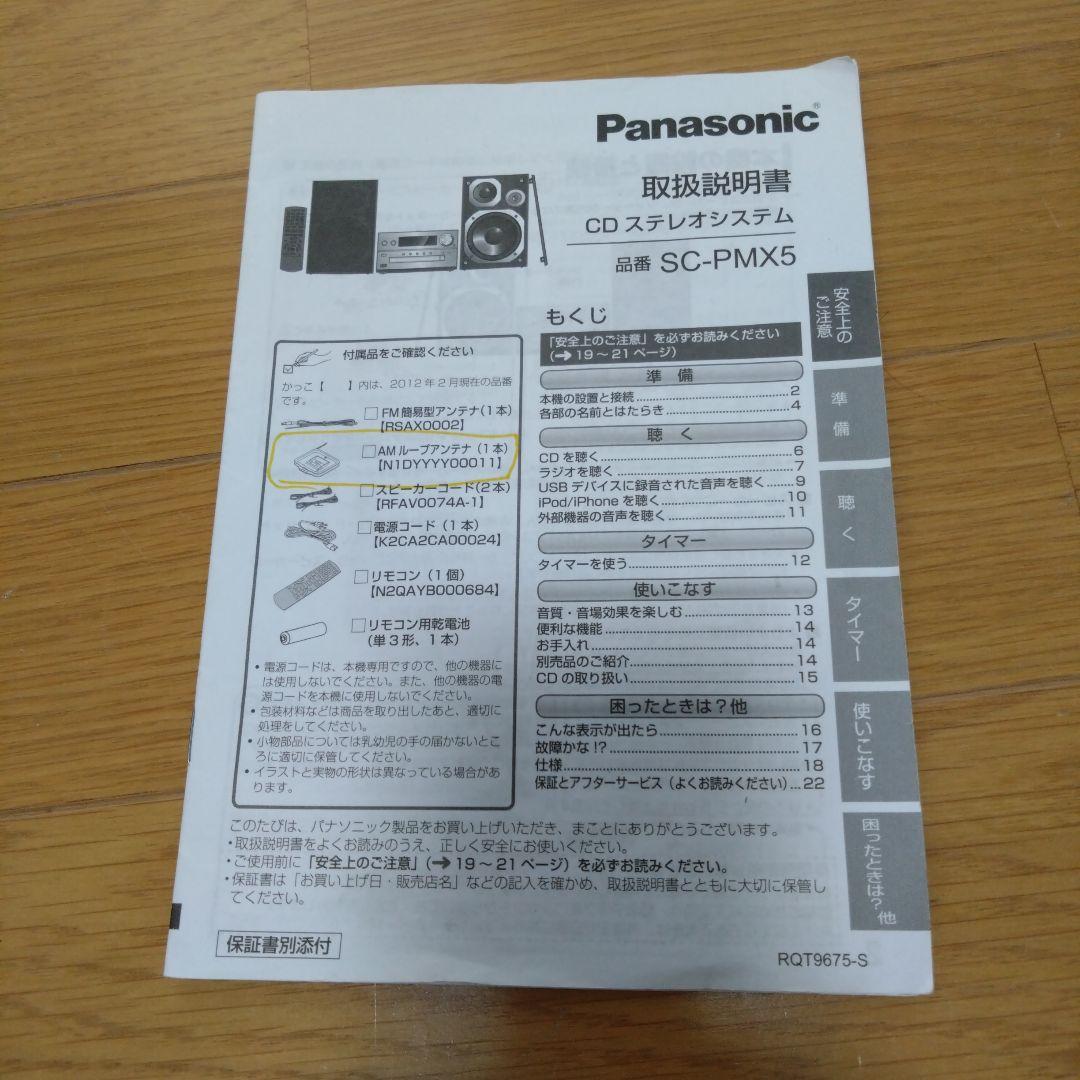 Panasonic®
取扱説明書
CD ステレオシステム
品番 SC-PMX5
もくじ
「安全上のご注意」を必ずお読みください
(➔ 19～21ページ)
準 備
本機の設置と接続 2
各部の名前とはたらき 4
聴 く
CD を聴く 6
ラジオを聴く 7
USB デバイスに録音された音声を聴く 9
iPod/iPhone を聴く 10
外部機器の音声を聴く 11
タイマー
タイマーを使う 12
使いこなす
音質・音場効果を楽しむ 13
便利な機能 14
お手入れ 14
別売品のご紹介 14
CD の取り扱い 15
困ったときは？他
こんな表示が出たら 16
故障かな!? 17
仕様 18
保証とアフターサービス（よくお読みください） 22
付属品をご確認ください
かっこ【　　】内は、2012年2月現在の品番
です。
□ FM簡易型アンテナ（1本）
【RSAX0002】
□ AMループアンテナ（1本）
【N1DYYYY00011】
□ スピーカーコード（2本）
【RFAV0074A-1】
□ 電源コード（1本）
【K2CA2CA00024】
□ リモコン（1個）
【N2QAYB000684】
□ リモコン用乾電池
（単3形、1本）
• 電源コードは、本機専用ですので、他の機器に
は使用しないでください。また、他の機器の電
源コードを本機に使用しないでください。
• 包装材料などは商品を取り出したあと、適切に
処理をしてください。
• 小物部品については乳幼児の手の届かないとこ
ろに適切に保管してください。
• イラストと実物の形状は異なっている場合があ
ります。
このたびは、パナソニック製品をお買い上げいただき、まことにありがとうございます。
・取扱説明書をよくお読みのうえ、正しく安全にお使いください。
・ご使用前に「安全上のご注意」(➔ 19～21ページ) を必ずお読みください。
・保証書は「お買い上げ日・販売店名」などの記入を確かめ、取扱説明書とともに大切に保管し
てください。
保証書別添付
RQT9675-S
安全上の
ご注意
準備
聴く
タイマー
使いこなす
困ったときは？他